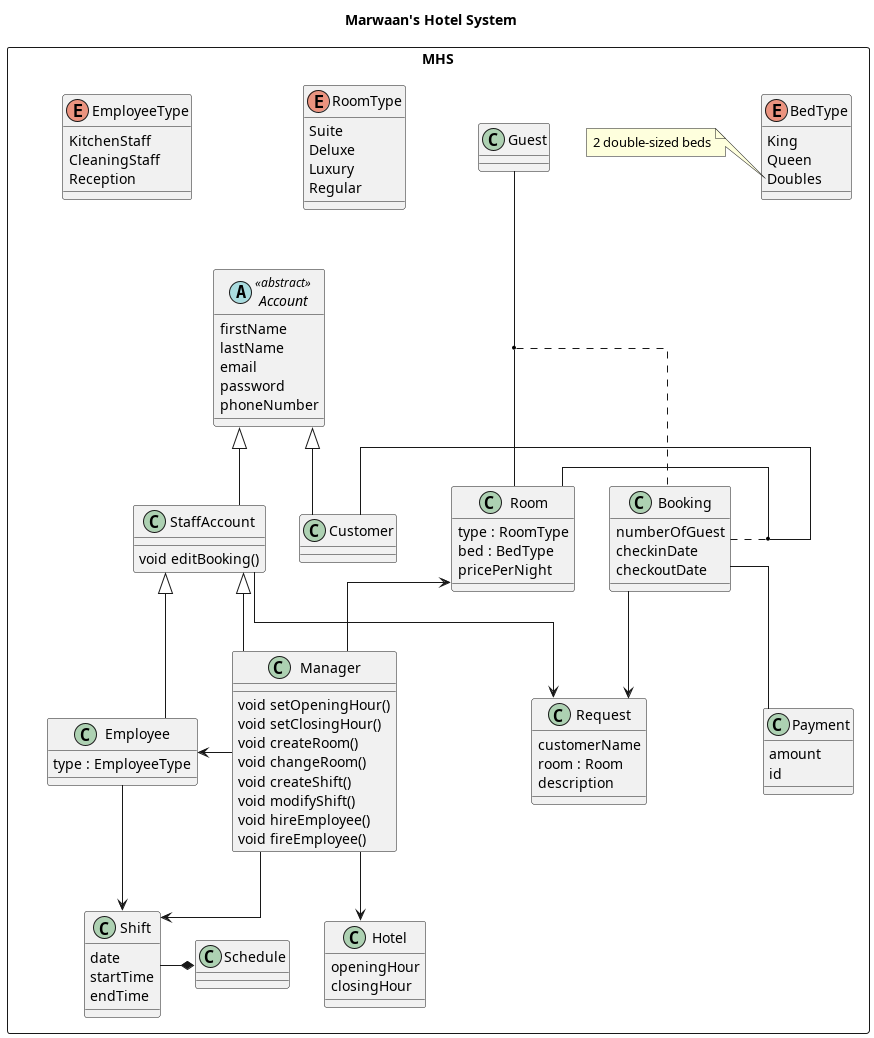 Marwaan's Hotel System
MHS
E EmployeeType
KitchenStaff
CleaningStaff
Reception
E RoomType
Suite
Deluxe
Luxury
Regular
C Guest
2 double-sized beds
E BedType
King
Queen
Doubles
A «abstract»
Account
firstName
lastName
email
password
phoneNumber
C StaffAccount
void editBooking()
C Customer
C Room
type : RoomType
bed : BedType
pricePerNight
C Booking
numberOfGuest
checkinDate
checkoutDate
C Manager
void setOpeningHour()
void setClosingHour()
void createRoom()
void changeRoom()
void createShift()
void modifyShift()
void hireEmployee()
void fireEmployee()
C Employee
type : EmployeeType
C Request
customerName
room : Room
description
C Payment
amount
id
C Shift
date
startTime
endTime
C Schedule
C Hotel
openingHour
closingHour